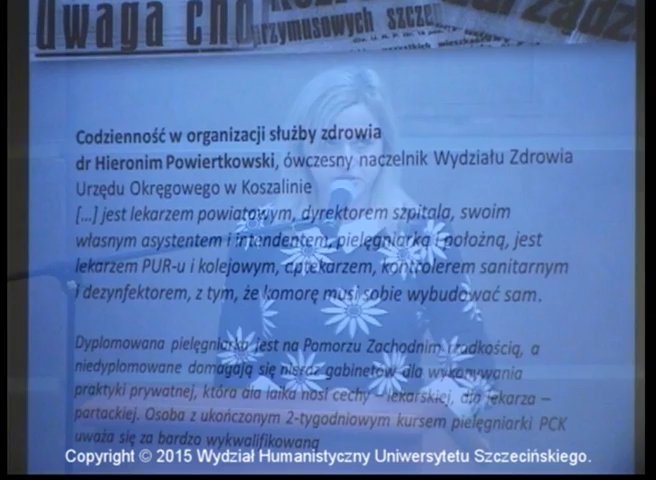 Uwaga cho
rzymusowych szcze
Codzienność w organizacji służby zdrowia
dr Hieronim Powiertkowski, ówczesny naczelnik Wydziału Zdrowia
Urzędu Okręgowego w Koszalinie
[...] jest lekarzem powiatowym, dyrektorem szpitala, swoim
własnym asystentem i intendentem, pielęgniarką i położną, jest
lekarzem PUR-u i kolejowym, aptekarzem, kontrolerem sanitarnym
i dezynfektorem, z tym, że komorę musi sobie wybudować sam.
Dyplomowana pielęgniarka jest na Pomorzu Zachodnim rzadkością, a
niedyplomowane domagają się nieraz gabinetów dla wykonywania
praktyki prywatnej, która dla laika nosi cechy – lekarskiej, dla lekarza –
partackiej. Osoba z ukończonym 2-tygodniowym kursem pielęgniarki PCK
uważa się za bardzo wykwalifikowaną
Copyright © 2015 Wydział Humanistyczny Uniwersytetu Szczecińskiego.